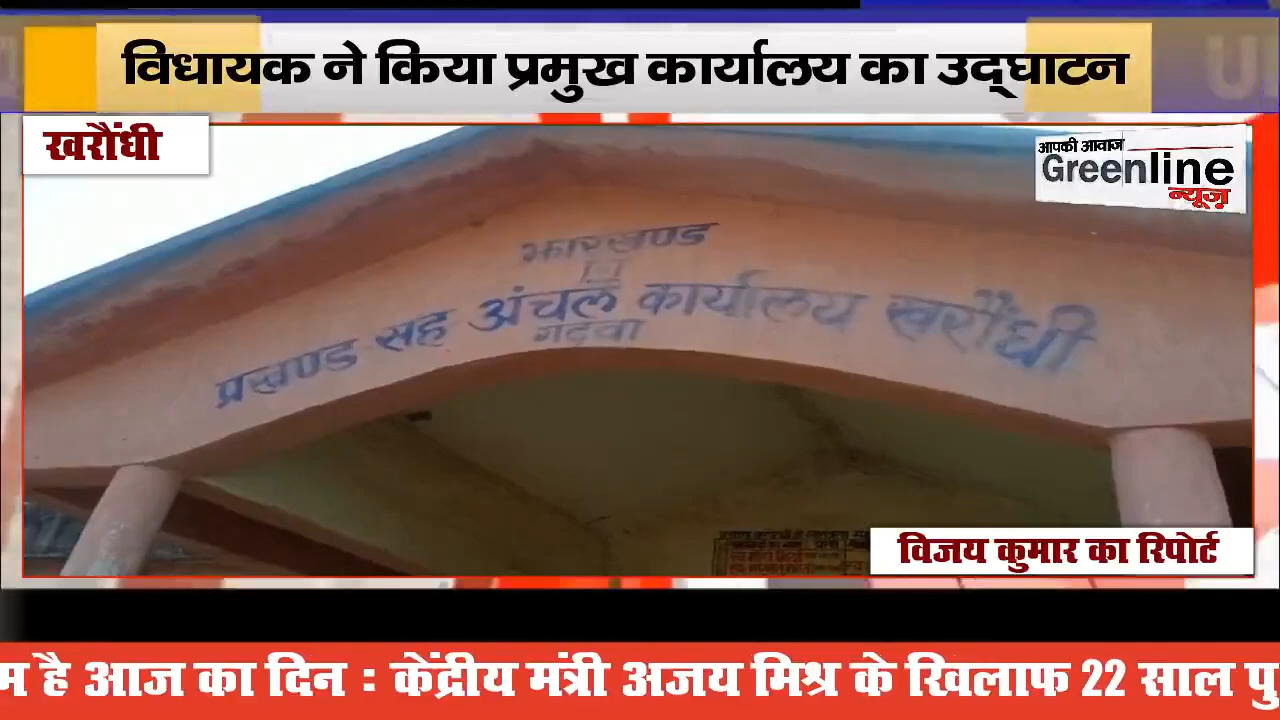 विधायक ने किया प्रमुख कार्यालय का उद्घाटन
खरौंधी
आपकी आवाज
Greenline
न्यूज़
झारखण्ड
प्रखण्ड सह अंचल कार्यालय खरौंधी
गढ़वा
विजय कुमार का रिपोर्ट
म है आज का दिन : केंद्रीय मंत्री अजय मिश्र के खिलाफ 22 साल पु